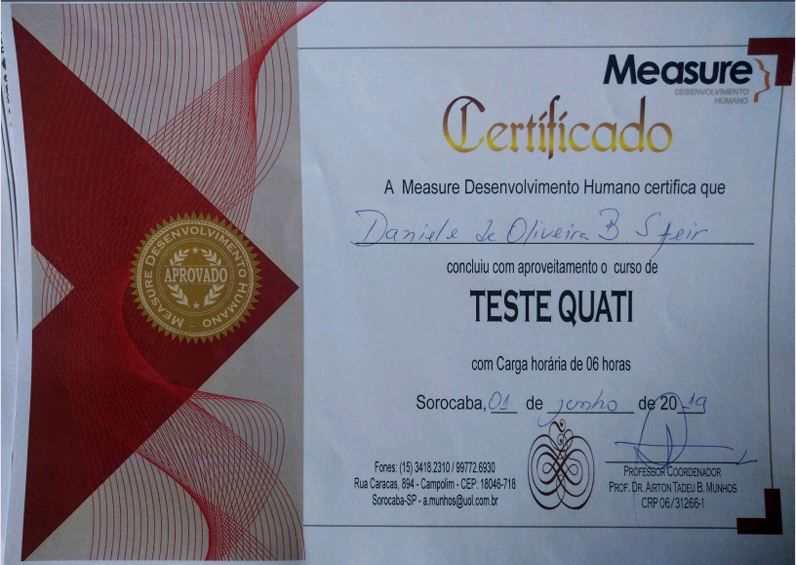 Measure
DESENVOLVIMENTO
HUMANO
Certificado
A Measure Desenvolvimento Humano certifica que
Daniele de Oliveira B Sfeir
concluiu com aproveitamento o curso de
TESTE QUATI
com Carga horária de 06 horas
Sorocaba, 01 de junho de 2019
MEASURE DESENVOLVIMENTO HUMANO
APROVADO
Fones: (15) 3418.2310 / 99772.6930
Rua Caracas, 894 - Campolim - CEP: 18046-718
Sorocaba-SP - a.munhos@uol.com.br
PROFESSOR COORDENADOR
PROF. DR. AIRTON TADEU B. MUNHOS
CRP 06/31266-1